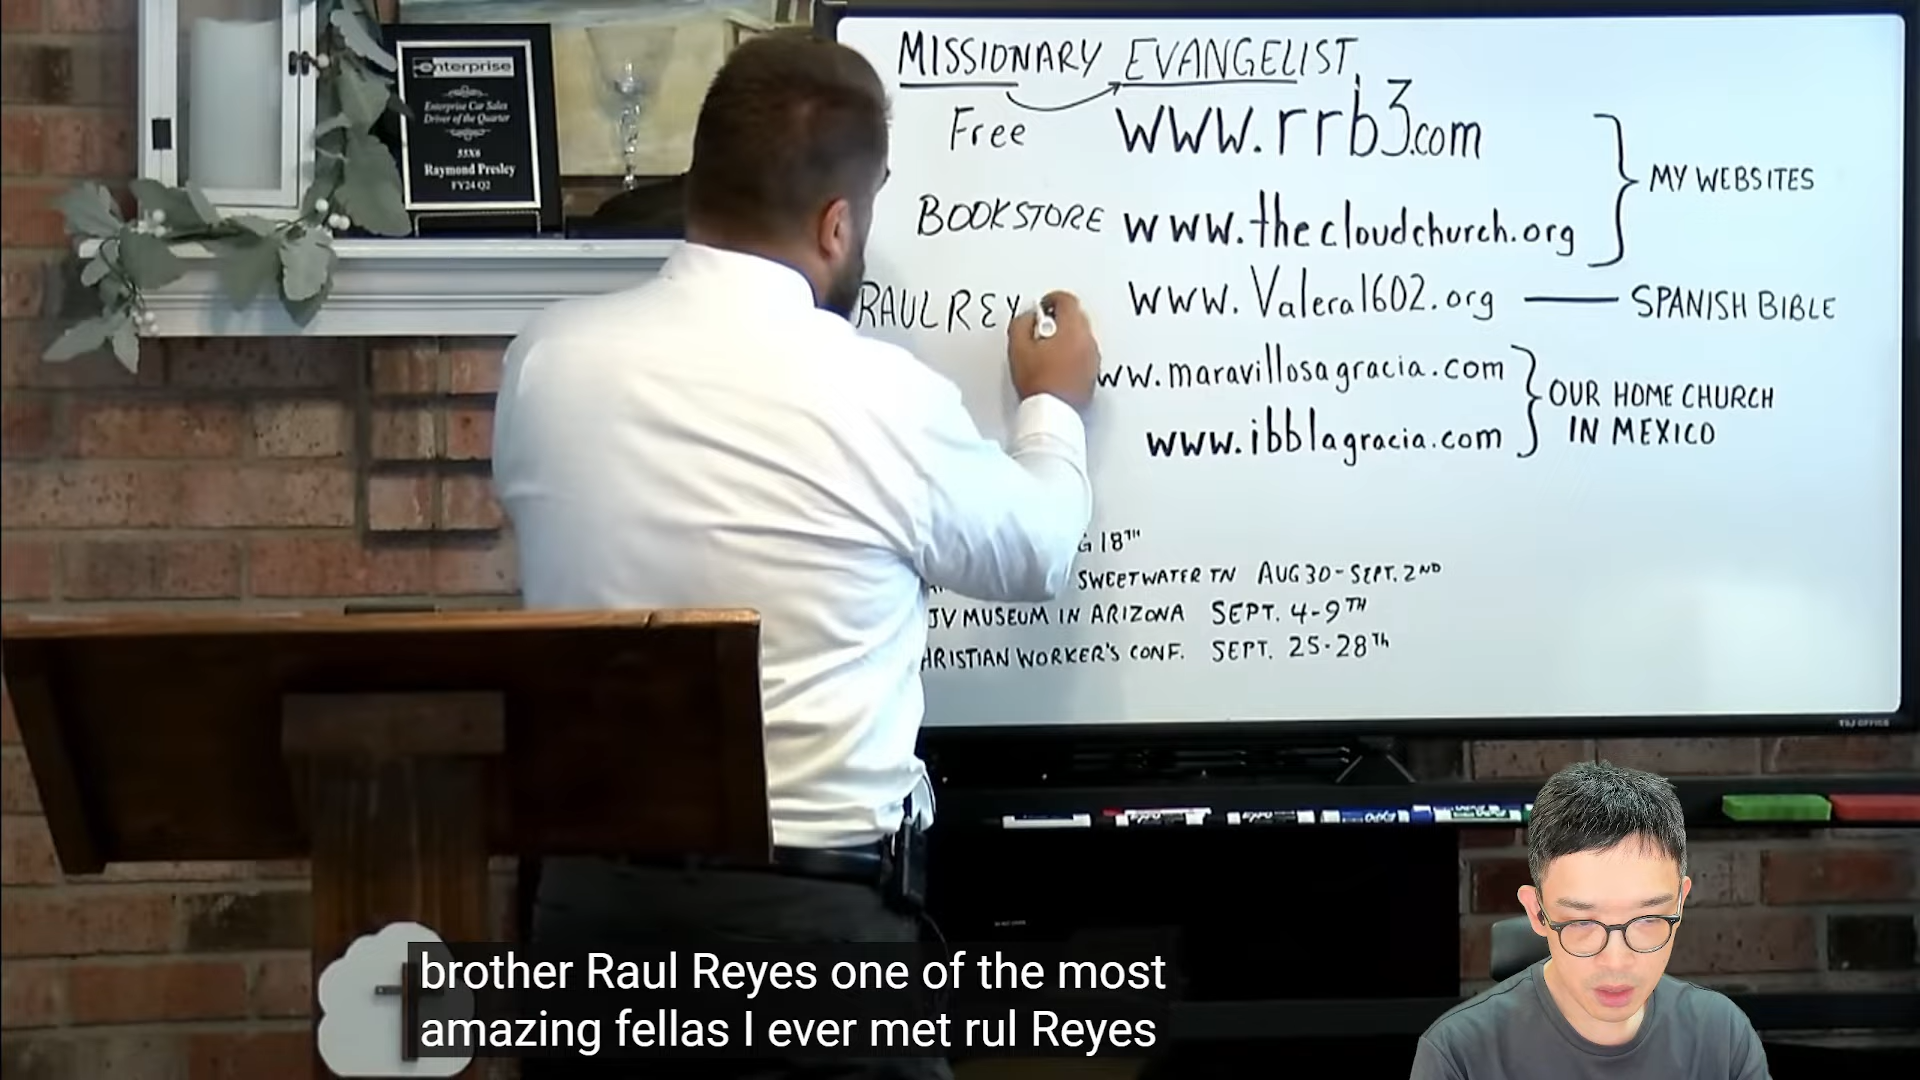 enterprise
Enterprise Car Sales
Driver of the Quarter
55X8
Raymond Presley
FY24 Q2
MISSIONARY EVANGELIST
Free www.rrb3.com
MY WEBSITES
BOOKSTORE www.thecloudchurch.org
RAUL REY www.Valera1602.org SPANISH BIBLE
ww.maravillosagracia.com
OUR HOME CHURCH
IN MEXICO
www.ibblagracia.com
G 18TH
SWEETWATER TN AUG 30-SEPT. 2ND
JV MUSEUM IN ARIZONA SEPT. 4-9TH
HRISTIAN WORKER'S CONF. SEPT. 25-28Th
EXPO
brother Raul Reyes one of the most
amazing fellas I ever met rul Reyes